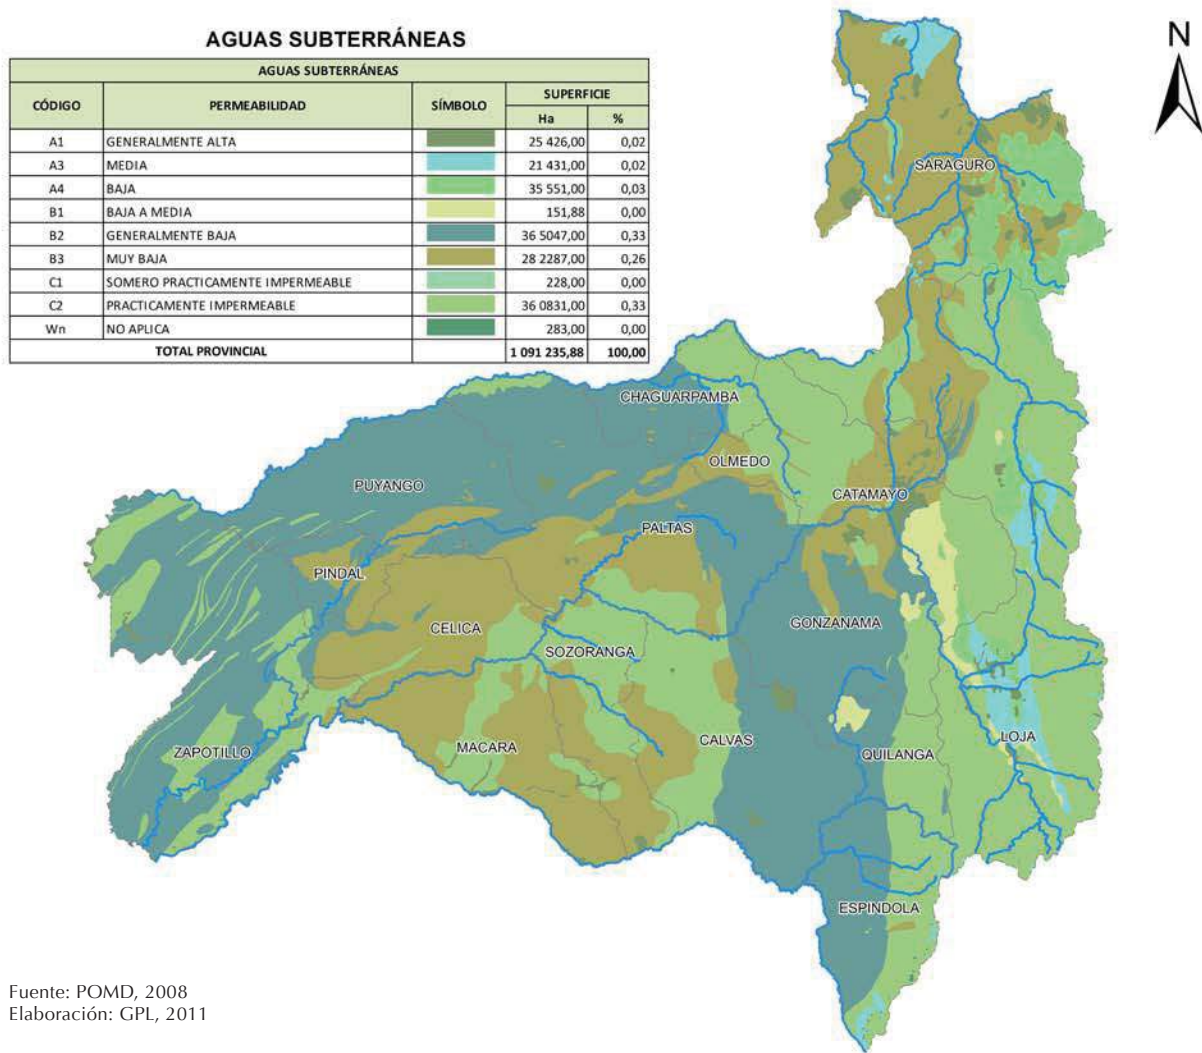 AGUAS SUBTERRÁNEAS
N
AGUAS SUBTERRÁNEAS
CÓDIGO PERMEABILIDAD SÍMBOLO SUPERFICIE
Ha %
A1 GENERALMENTE ALTA 25 426,00 0,02
A3 MEDIA 21 431,00 0,02
A4 BAJA 35 551,00 0,03
B1 BAJA A MEDIA 151,88 0,00
B2 GENERALMENTE BAJA 36 5047,00 0,33
B3 MUY BAJA 28 2287,00 0,26
C1 SOMERO PRACTICAMENTE IMPERMEABLE 228,00 0,00
C2 PRACTICAMENTE IMPERMEABLE 36 0831,00 0,33
Wn NO APLICA 283,00 0,00
TOTAL PROVINCIAL 1 091 235,88 100,00
SARAGURO
CHAGUARPAMBA
OLMEDO
PUYANGO
CATAMAYO
PALTAS
PINDAL
GONZANAMA
CELICA
SOZORANGA
LOJA
CALVAS
MACARA
ZAPOTILLO
QUILANGA
ESPINDOLA
Fuente: POMD, 2008
Elaboración: GPL, 2011